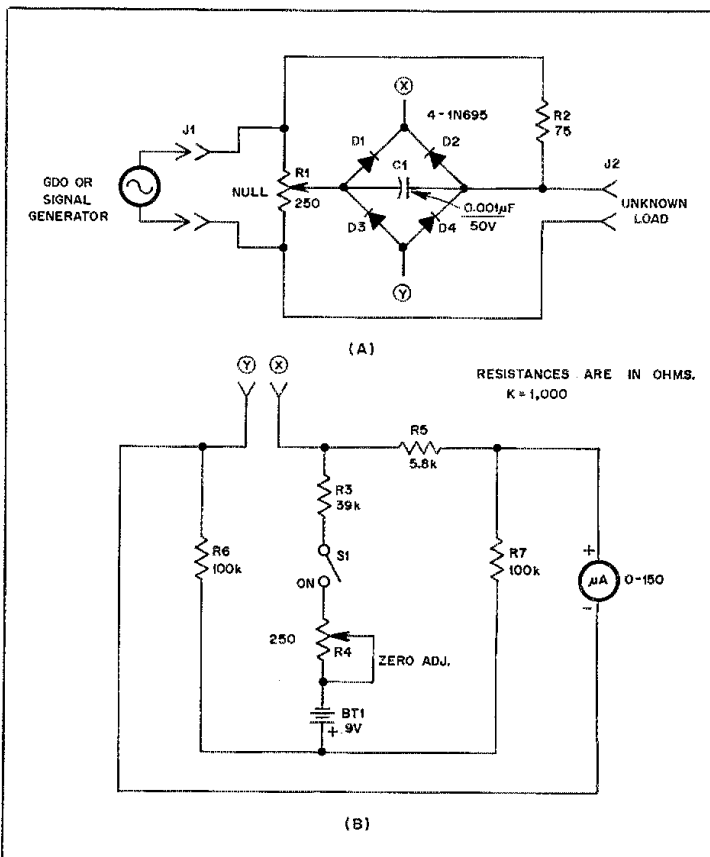 X
4-1N695
D1
D2
R2
75
J1
C1
J2
GDO OR
SIGNAL
GENERATOR
R1
NULL
250
0.001µF
50V
UNKNOWN
LOAD
D3
D4
Y
(A)
Y X
RESISTANCES ARE IN OHMS.
K = 1,000
R5
5.8k
R3
39k
R6
100k
S1
ON
R7
100k
+
µA
0-150
-
250
R4
ZERO ADJ.
BT1
+ 9V
(B)